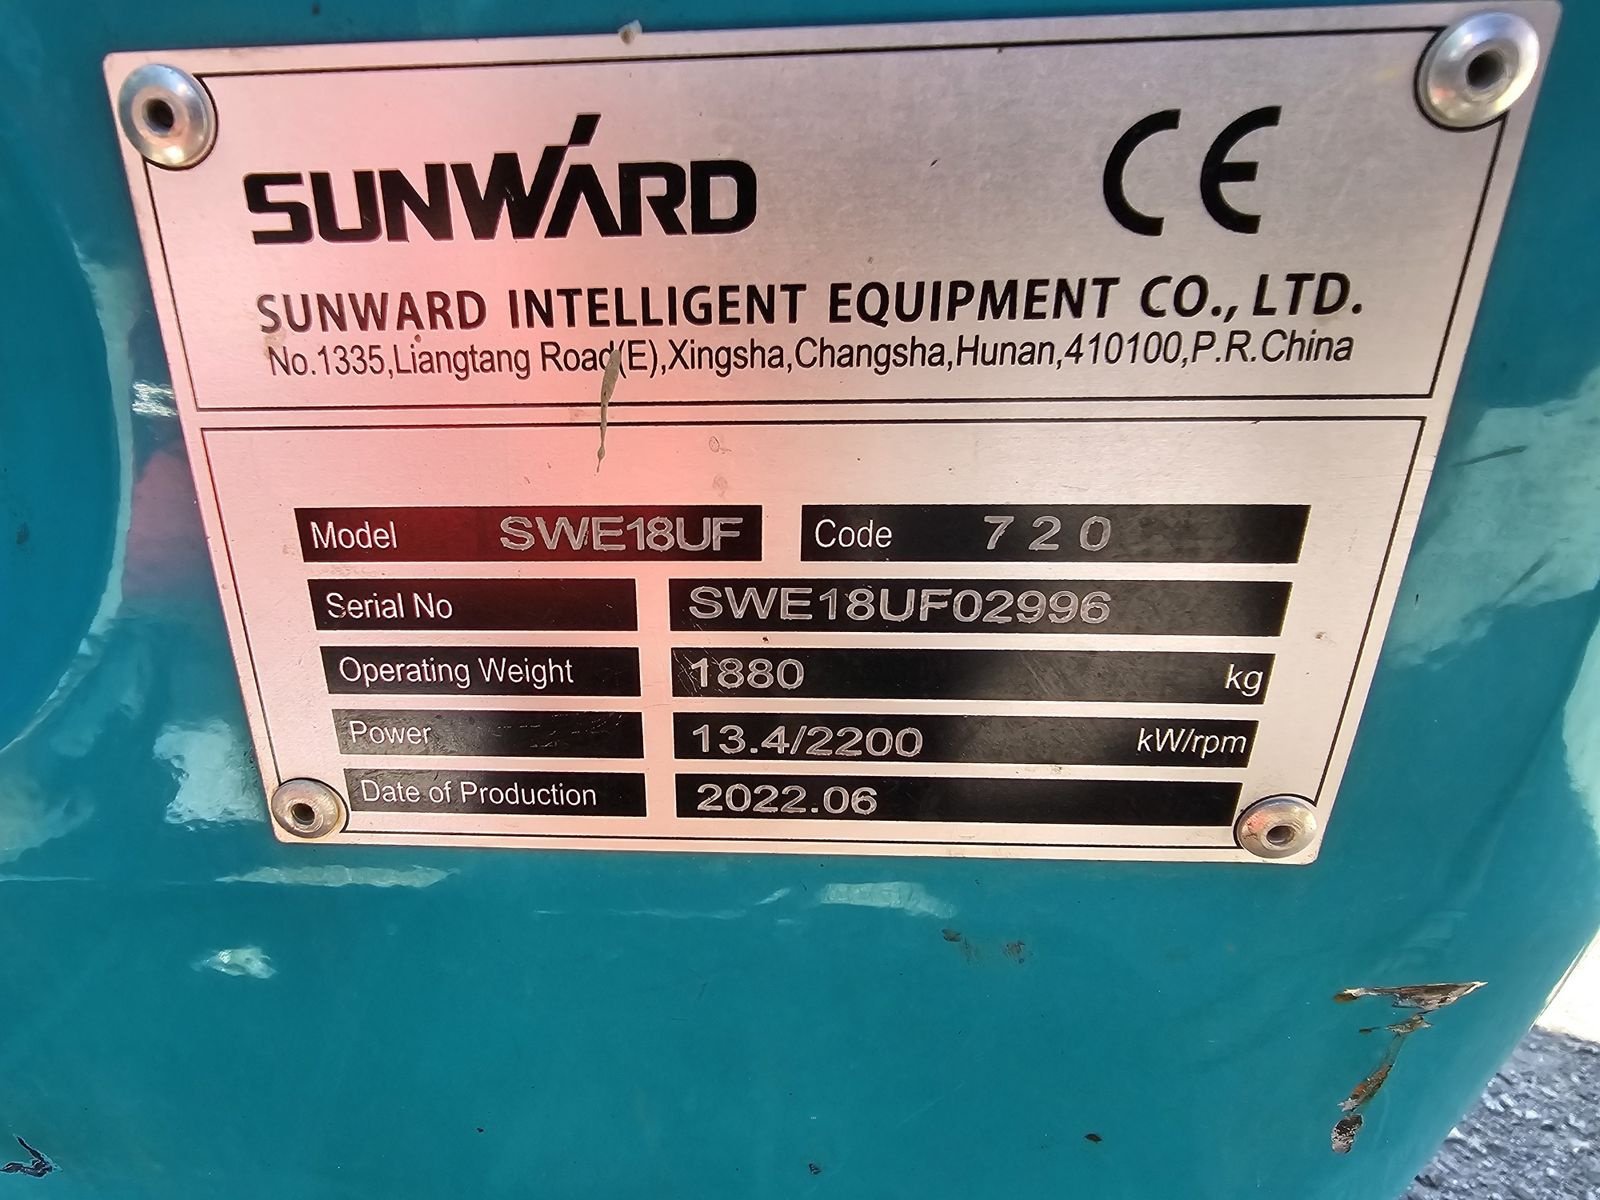 SUNWARD CE
SUNWARD INTELLIGENT EQUIPMENT CO., LTD.
No.1335,Liangtang Road(E),Xingsha,Changsha,Hunan,410100,P.R.China
Model SWE18UF Code 720
Serial No SWE18UF02996
Operating Weight 1880 kg
Power 13.4/2200 kW/rpm
Date of Production 2022.06